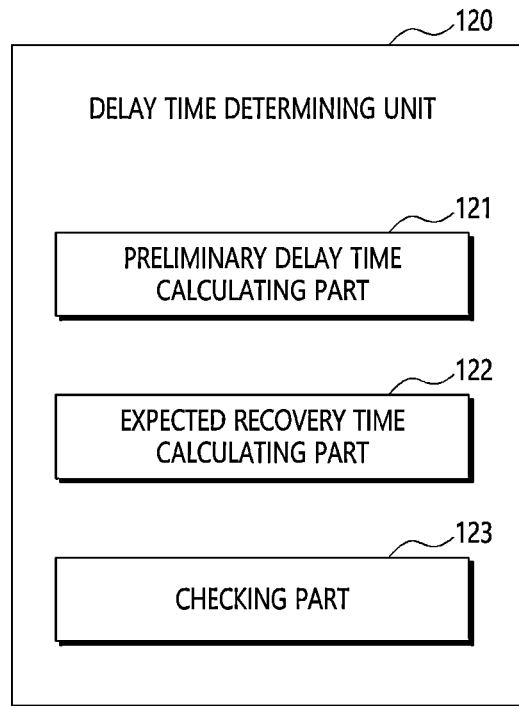 120
DELAY TIME DETERMINING UNIT
121
PRELIMINARY DELAY TIME
CALCULATING PART
122
EXPECTED RECOVERY TIME
CALCULATING PART
123
CHECKING PART